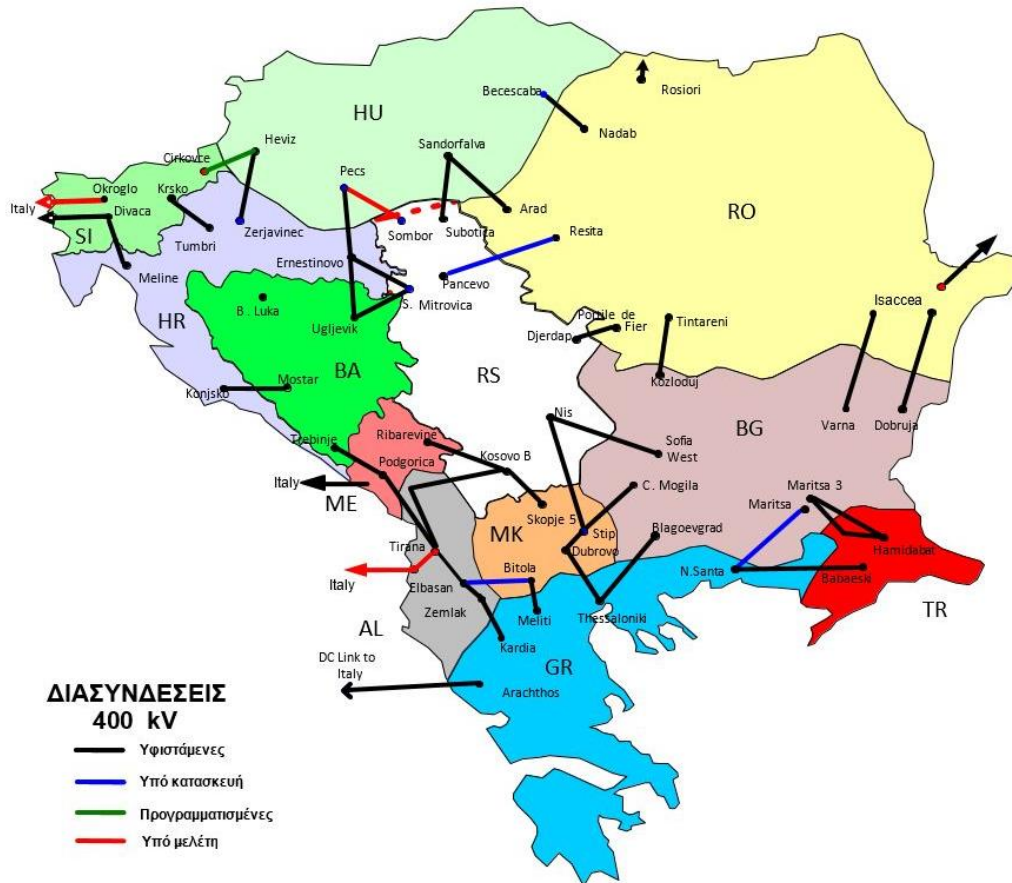 Becescaba
Rosiori
HU
Nadab
Heviz
Sandorfalva
Cirkovce
Pecs
Okroglo
Krsko
Italy
Divaca
Arad
RO
SI
Tumbri
Zerjavinec
Sombor
Subotiza
Resita
Meline
Ernestinovo
Pancevo
S. Mitrovica
HR
B . Luka
Isaccea
Ugljevik
Portile de
Fier
Tintareni
Djerdap
BA
RS
Kozloduj
Konjsko
Mostar
Varna
Dobruja
Nis
BG
Trebinje
Ribarevine
Sofia
West
Podgorica
Kosovo B
Italy
ME
C. Mogila
Maritsa 3
Maritsa
Skopje 5
MK
Stip
Blagoevgrad
Hamidabat
Tirana
Dubrovo
Italy
Elbasan
Bitola
N.Santa
Babaeski
Zemlak
Meliti
Thessaloniki
TR
AL
Kardia
DC Link to
Italy
GR
Arachthos
ΔΙΑΣΥΝΔΕΣΕΙΣ
400 kV
Υφιστάμενες
Υπό κατασκευή
Προγραμματισμένες
Υπό μελέτη